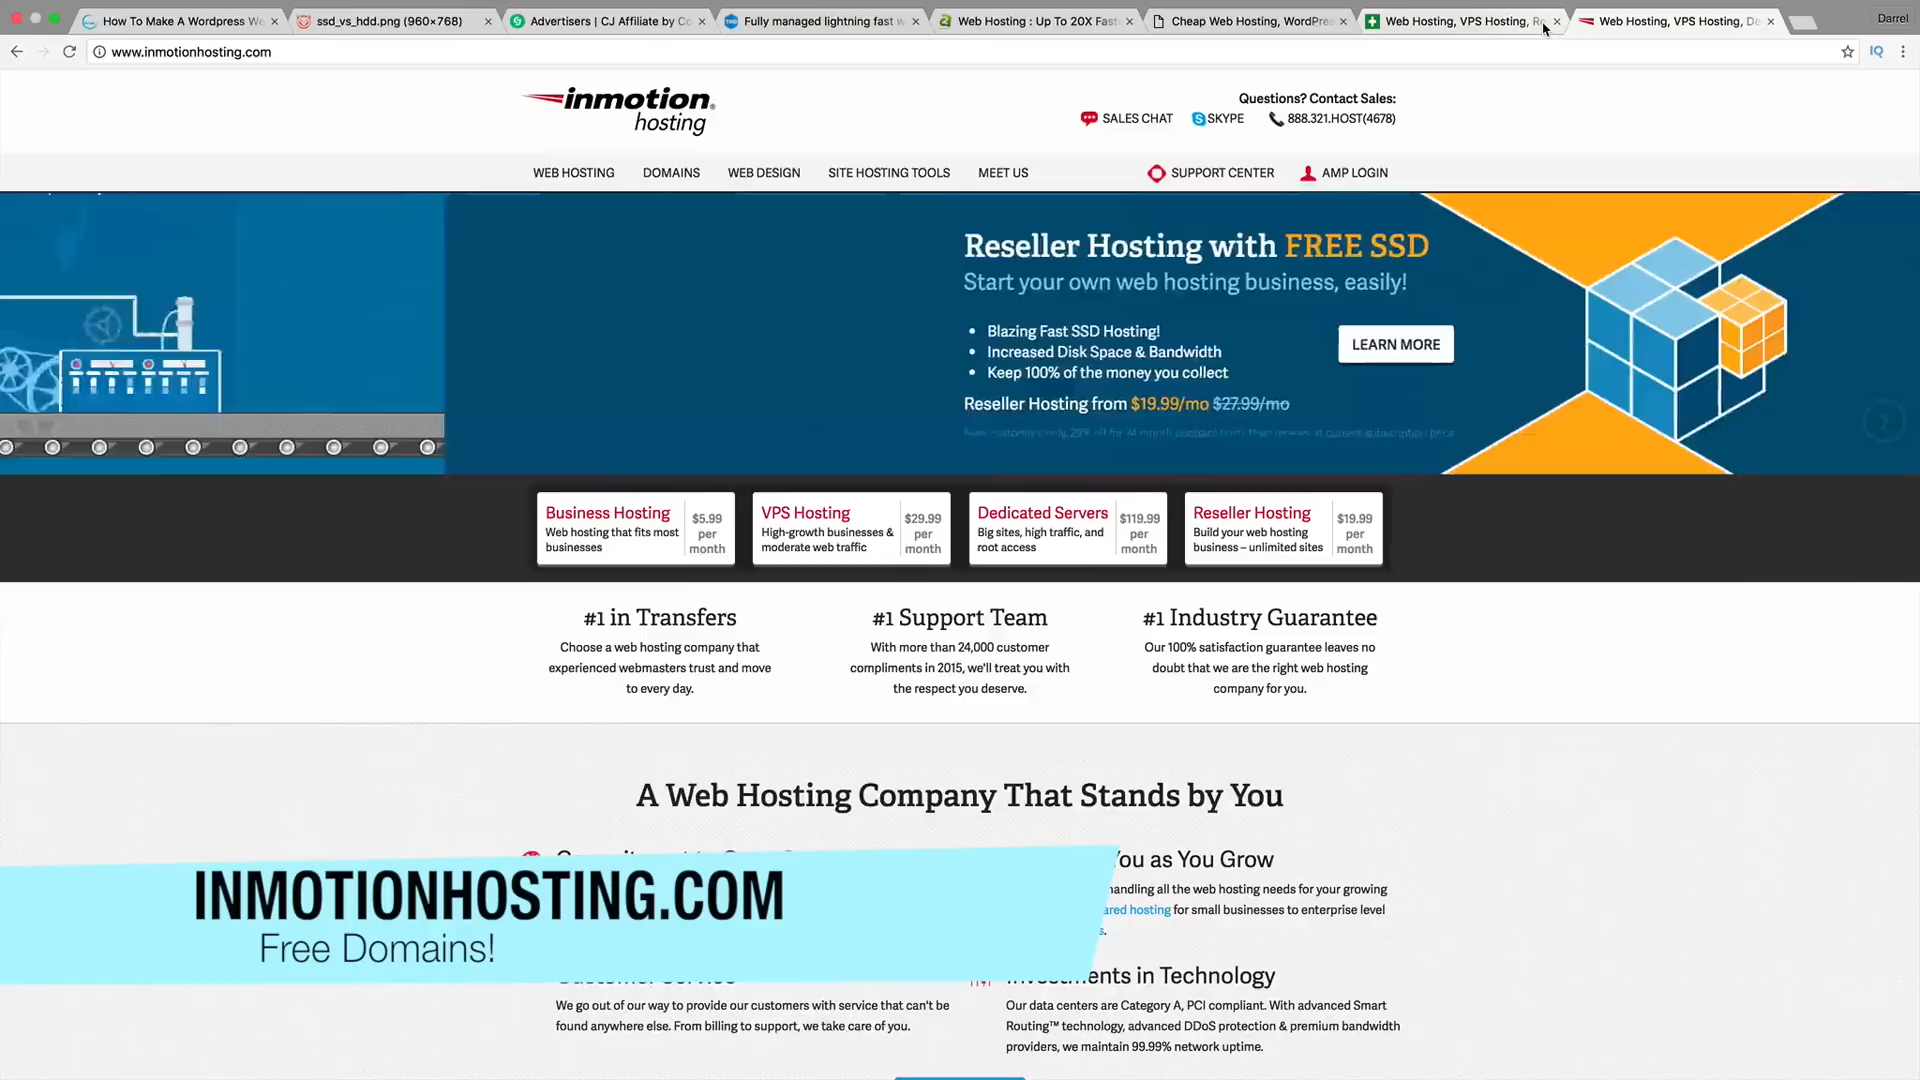 Darrel
How To Make A Wordpress We
ssd_vs_hdd.png (960×768)
Advertisers | CJ Affiliate by Co
Fully managed lightning fast w
Web Hosting : Up To 20X Fast
Cheap Web Hosting, WordPre
Web Hosting, VPS Hosting, R
Web Hosting, VPS Hosting, De
www.inmotionhosting.com
IQ
inmotion
hosting
Questions? Contact Sales:
SALES CHAT
SKYPE
888.321.HOST(4678)
WEB HOSTING
DOMAINS
WEB DESIGN
SITE HOSTING TOOLS
MEET US
SUPPORT CENTER
AMP LOGIN
Reseller Hosting with FREE SSD
Start your own web hosting business, easily!
• Blazing Fast SSD Hosting!
• Increased Disk Space & Bandwidth
• Keep 100% of the money you collect
LEARN MORE
Reseller Hosting from $19.99/mo $27.99/mo
Business Hosting
Web hosting that fits most
businesses
$5.99
per
month
VPS Hosting
High-growth businesses &
moderate web traffic
$29.99
per
month
Dedicated Servers
Big sites, high traffic, and
root access
$119.99
per
month
Reseller Hosting
Build your web hosting
business – unlimited sites
$19.99
per
month
#1 in Transfers
Choose a web hosting company that
experienced webmasters trust and move
to every day.
#1 Support Team
With more than 24,000 customer
compliments in 2015, we'll treat you with
the respect you deserve.
#1 Industry Guarantee
Our 100% satisfaction guarantee leaves no
doubt that we are the right web hosting
company for you.
A Web Hosting Company That Stands by You
You as You Grow
handling all the web hosting needs for your growing
ared hosting for small businesses to enterprise level
s.
INMOTIONHOSTING.COM
Free Domains!
Customer Service
We go out of our way to provide our customers with service that can't be
found anywhere else. From billing to support, we take care of you.
Investments in Technology
Our data centers are Category A, PCI compliant. With advanced Smart
Routing™ technology, advanced DDoS protection & premium bandwidth
providers, we maintain 99.99% network uptime.